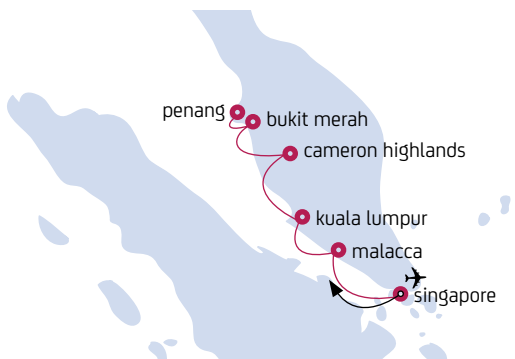 penang
bukit merah
cameron highlands
kuala lumpur
malacca
singapore